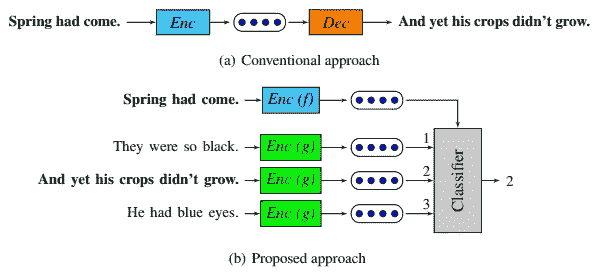 Spring had come. Enc Dec And yet his crops didn't grow.
(a) Conventional approach
Spring had come. Enc (f)
They were so black. Enc (g) 1
And yet his crops didn't grow. Enc (g) 2 Classifier 2
He had blue eyes. Enc (g) 3
(b) Proposed approach